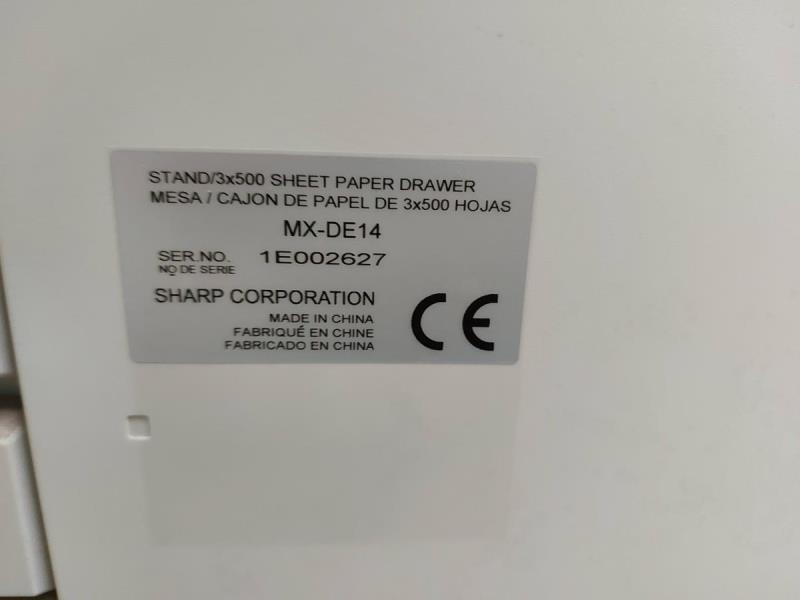 STAND/3x500 SHEET PAPER DRAWER
MESA / CAJON DE PAPEL DE 3x500 HOJAS
MX-DE14
SER.NO. 1E002627
NO DE SERIE
SHARP CORPORATION
MADE IN CHINA
FABRIQUÉ EN CHINE
FABRICADO EN CHINA
CE